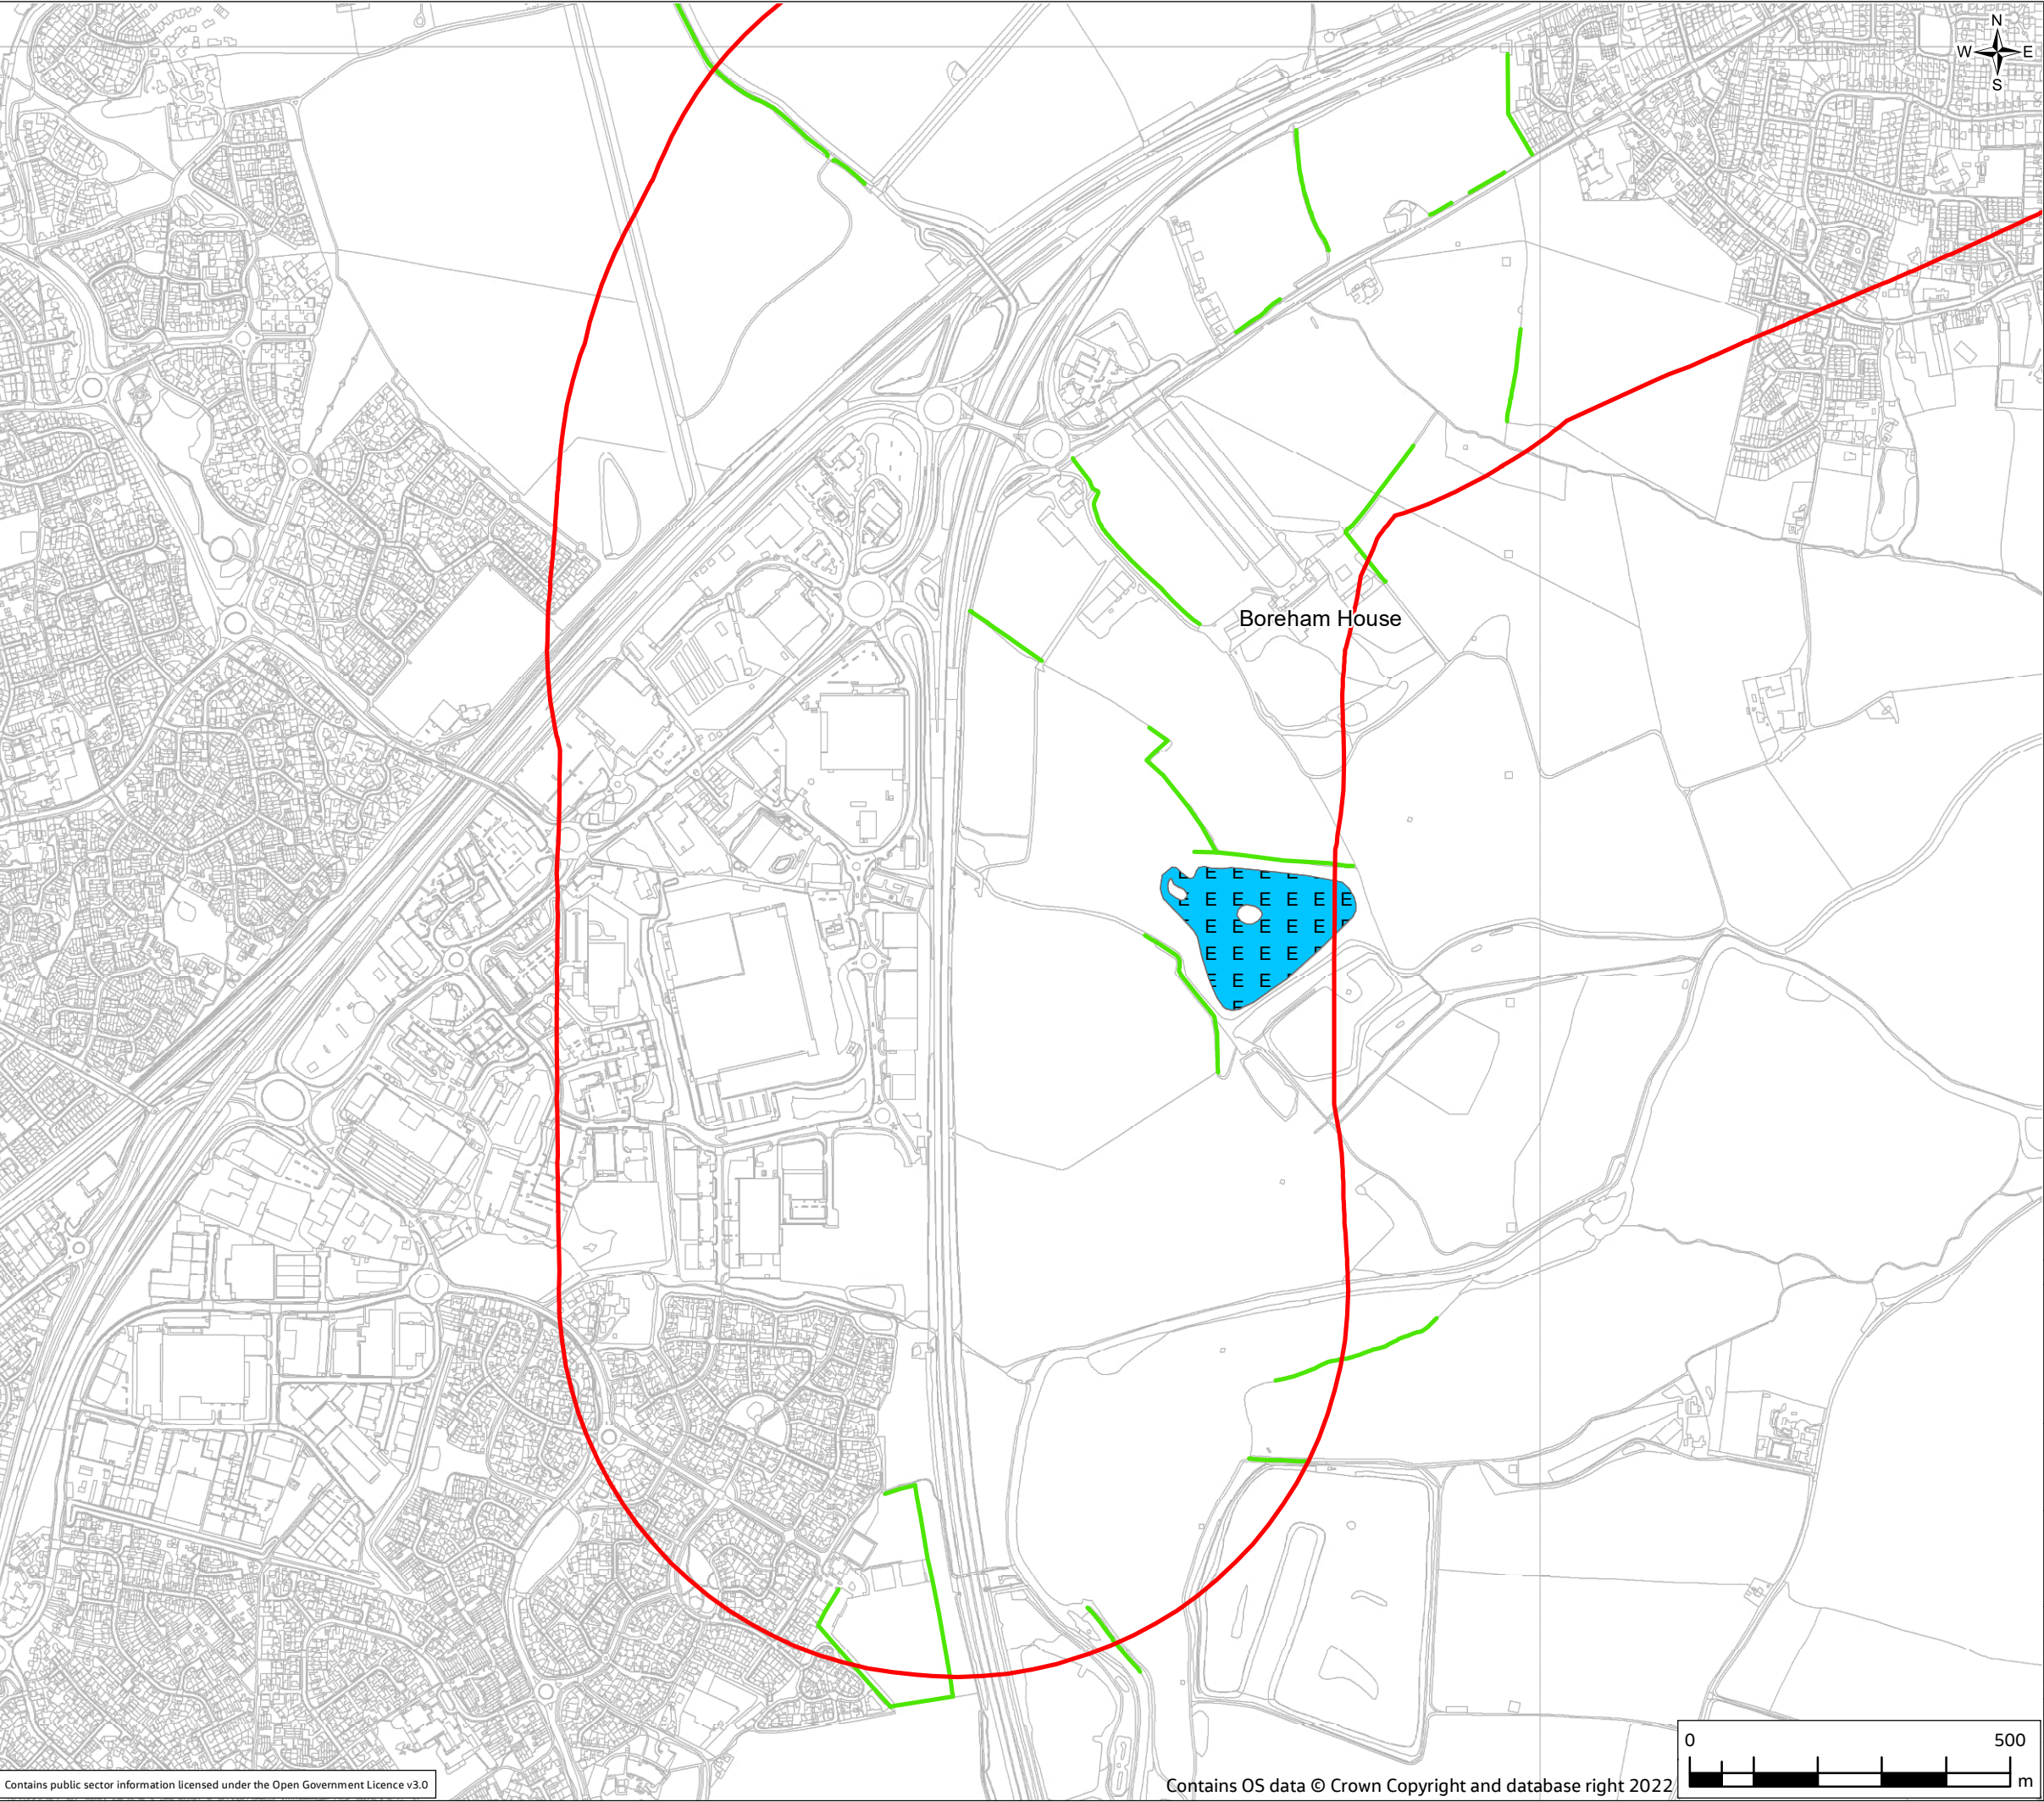 N
W E
S
Boreham House
E E E E E E
E E E E E E E
E E E E E E E
E E E E E
E E E E
E
0 500
m
Contains public sector information licensed under the Open Government Licence v3.0
Contains OS data © Crown Copyright and database right 2022